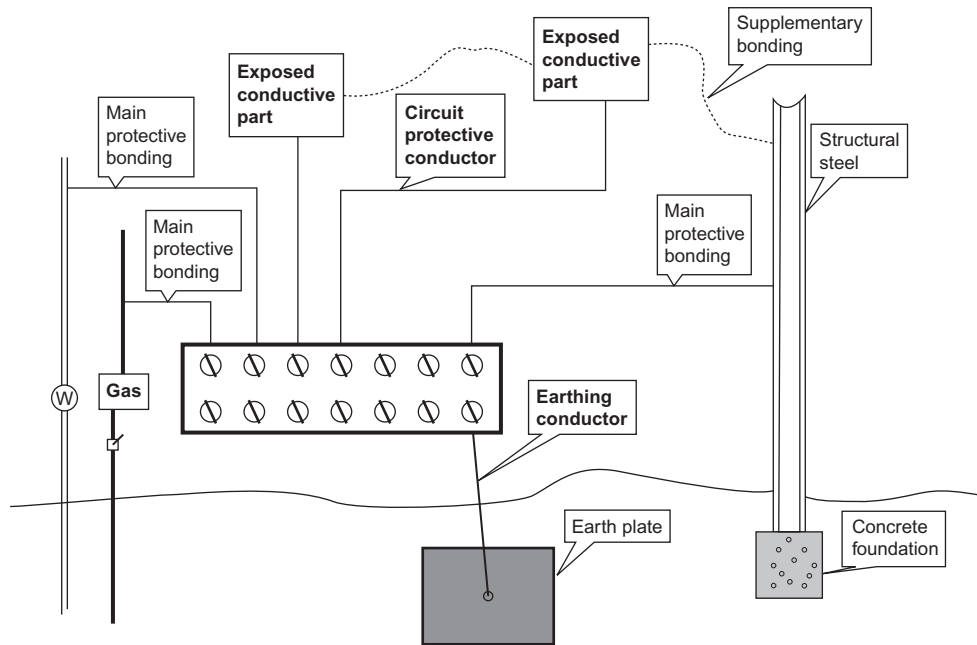 Supplementary
bonding
Exposed
conductive
part
Exposed
conductive
part
Main
protective
bonding
Circuit
protective
conductor
Structural
steel
Main
protective
bonding
Main
protective
bonding
Gas
W
Earthing
conductor
Earth plate
Concrete
foundation